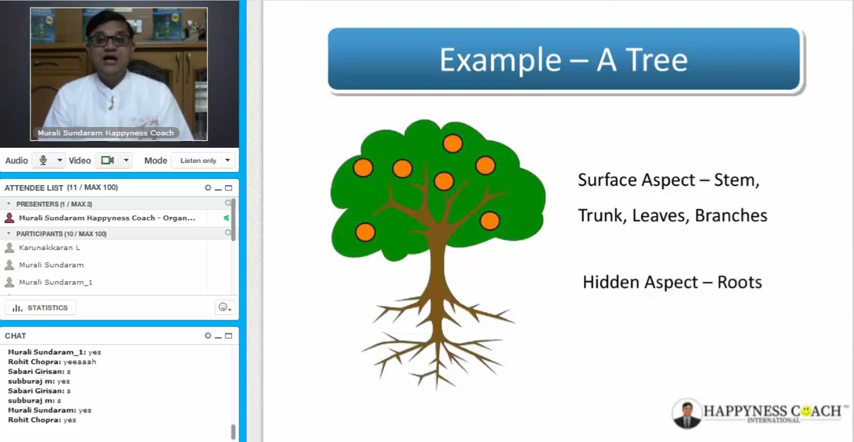 Murali Sundaram Happyness Coach
Audio Video Mode Listen only
ATTENDEE LIST (11 / MAX 100)
PRESENTERS (1 / MAX 3)
Murali Sundaram Happyness Coach - Organ...
PARTICIPANTS (10 / MAX 100)
Karunakkaran L
Murali Sundaram
Murali Sundaram_1
STATISTICS
CHAT
Murali Sundaram_1: yes
Rohit Chopra: yeeaaah
Sabari Girisan: s
subburaj m: yes
Sabari Girisan: s
subburaj m: s
Murali Sundaram: yes
Rohit Chopra: yes
Example – A Tree
Surface Aspect – Stem,
Trunk, Leaves, Branches
Hidden Aspect – Roots
HAPPYNESS COACH™
INTERNATIONAL